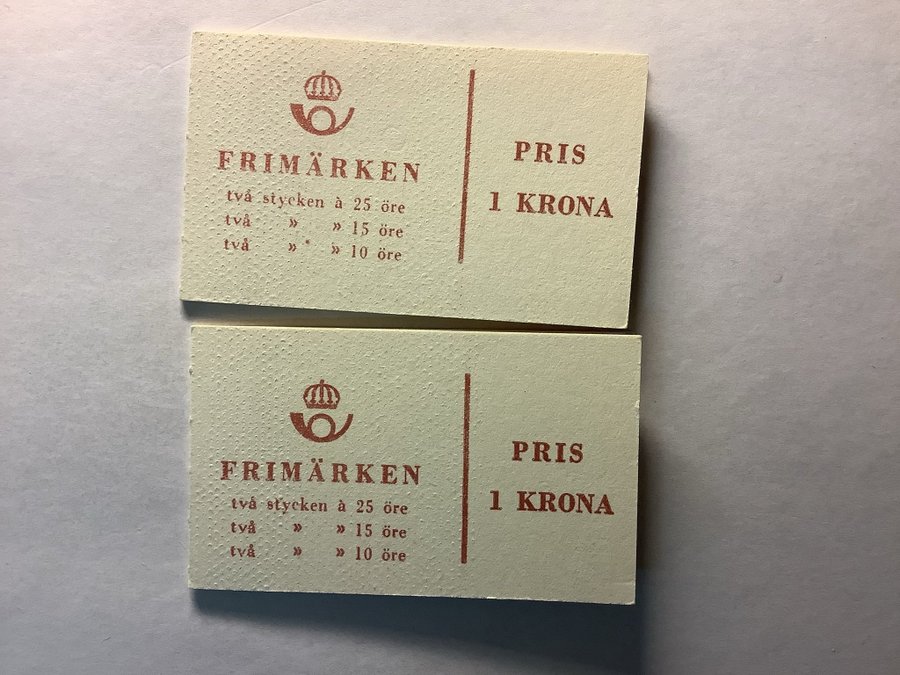 FRIMÄRKEN
två stycken à 25 öre
två » » 15 öre
två » » 10 öre
PRIS
1 KRONA
FRIMÄRKEN
två stycken à 25 öre
två » » 15 öre
två » » 10 öre
PRIS
1 KRONA